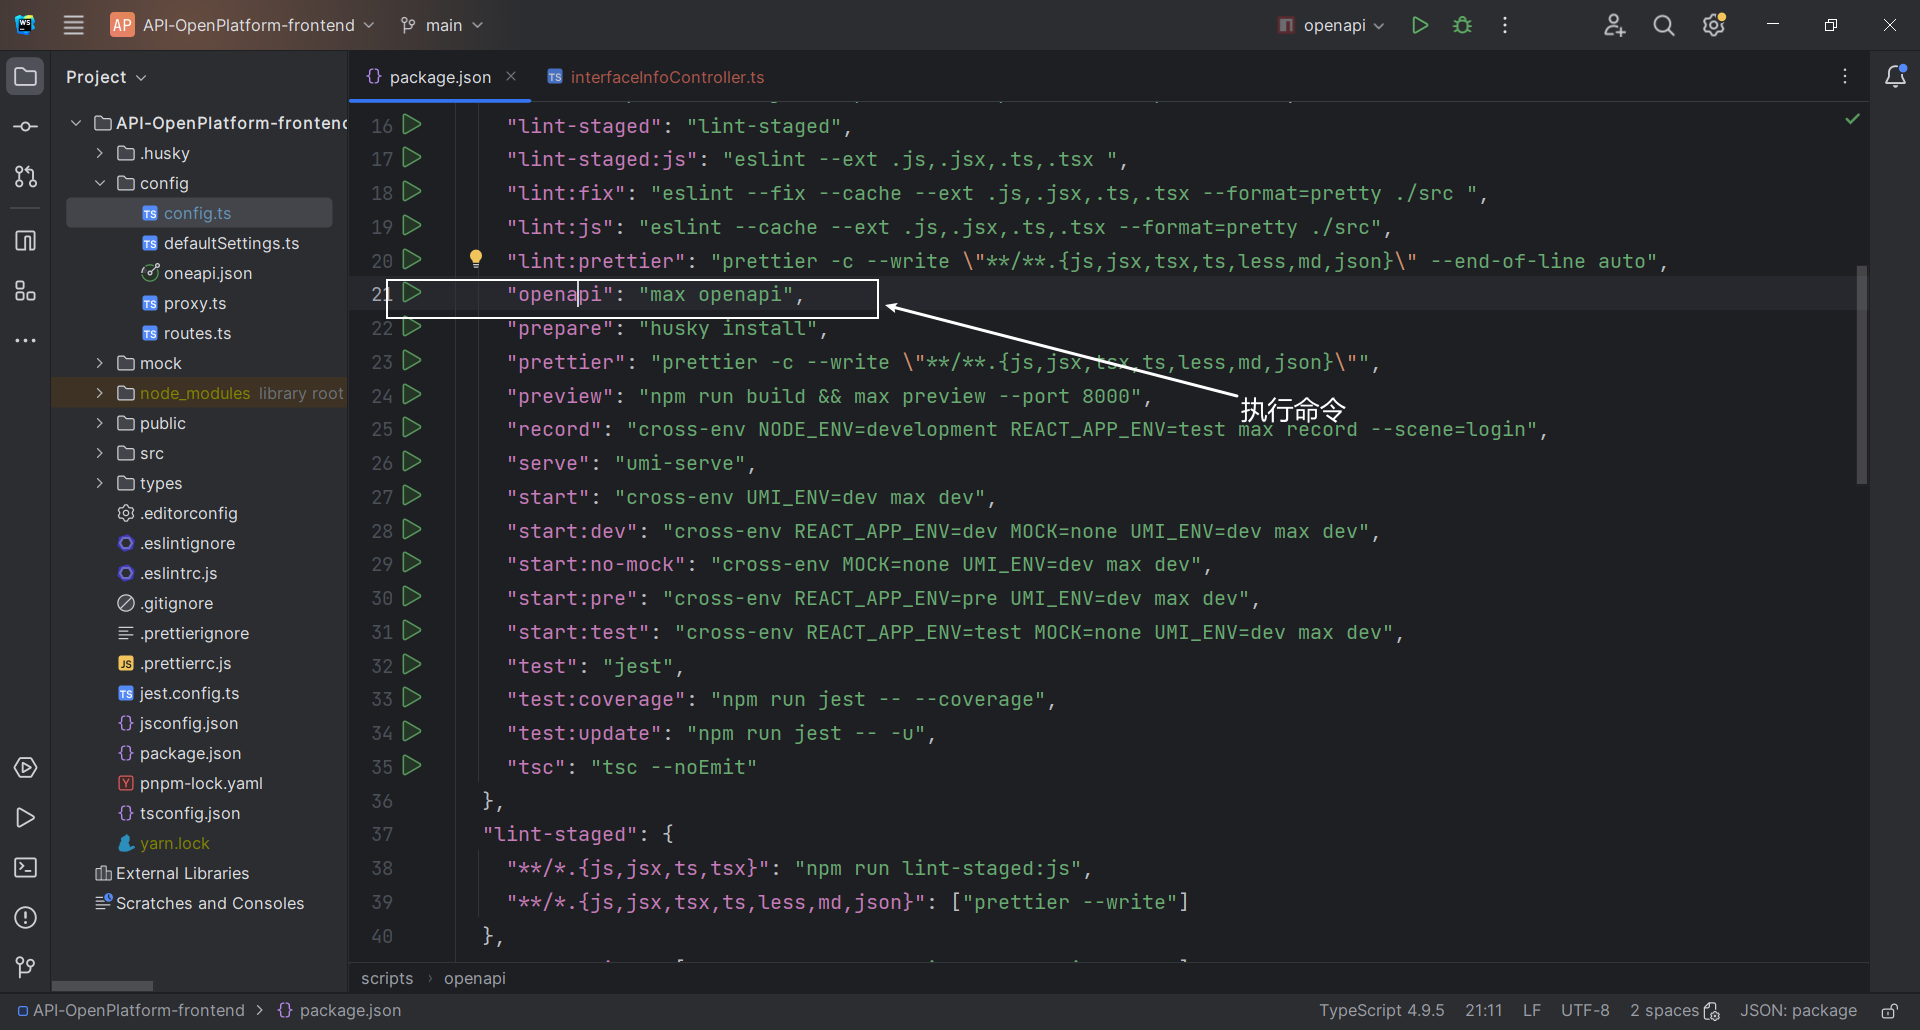 AP API-OpenPlatform-frontend main openapi
Project
package.json
TS interfaceInfoController.ts
API-OpenPlatform-frontend
.husky
config
TS config.ts
TS defaultSettings.ts
oneapi.json
TS proxy.ts
TS routes.ts
mock
node_modules library root
public
src
types
.editorconfig
.eslintignore
.eslintrc.js
.gitignore
.prettierignore
JS .prettierrc.js
TS jest.config.ts
{} jsconfig.json
{} package.json
Y pnpm-lock.yaml
{} tsconfig.json
yarn.lock
External Libraries
Scratches and Consoles
16 "lint-staged": "lint-staged",
17 "lint-staged:js": "eslint --ext .js,.jsx,.ts,.tsx ",
18 "lint:fix": "eslint --fix --cache --ext .js,.jsx,.ts,.tsx --format=pretty ./src ",
19 "lint:js": "eslint --cache --ext .js,.jsx,.ts,.tsx --format=pretty ./src",
20 "lint:prettier": "prettier -c --write \"**/**.{js,jsx,tsx,ts,less,md,json}\" --end-of-line auto",
21 "openapi": "max openapi",
22 "prepare": "husky install",
23 "prettier": "prettier -c --write \"**/**.{js,jsx,tsx,ts,less,md,json}\"",
24 "preview": "npm run build && max preview --port 8000",
执行命令
25 "record": "cross-env NODE_ENV=development REACT_APP_ENV=test max record --scene=login",
26 "serve": "umi-serve",
27 "start": "cross-env UMI_ENV=dev max dev",
28 "start:dev": "cross-env REACT_APP_ENV=dev MOCK=none UMI_ENV=dev max dev",
29 "start:no-mock": "cross-env MOCK=none UMI_ENV=dev max dev",
30 "start:pre": "cross-env REACT_APP_ENV=pre UMI_ENV=dev max dev",
31 "start:test": "cross-env REACT_APP_ENV=test MOCK=none UMI_ENV=dev max dev",
32 "test": "jest",
33 "test:coverage": "npm run jest -- --coverage",
34 "test:update": "npm run jest -- -u",
35 "tsc": "tsc --noEmit"
36 },
37 "lint-staged": {
38 "**/*.{js,jsx,ts,tsx}": "npm run lint-staged:js",
39 "**/*.{js,jsx,tsx,ts,less,md,json}": ["prettier --write"]
40 },
scripts › openapi
API-OpenPlatform-frontend > {} package.json
TypeScript 4.9.5 21:11 LF UTF-8 2 spaces JSON: package